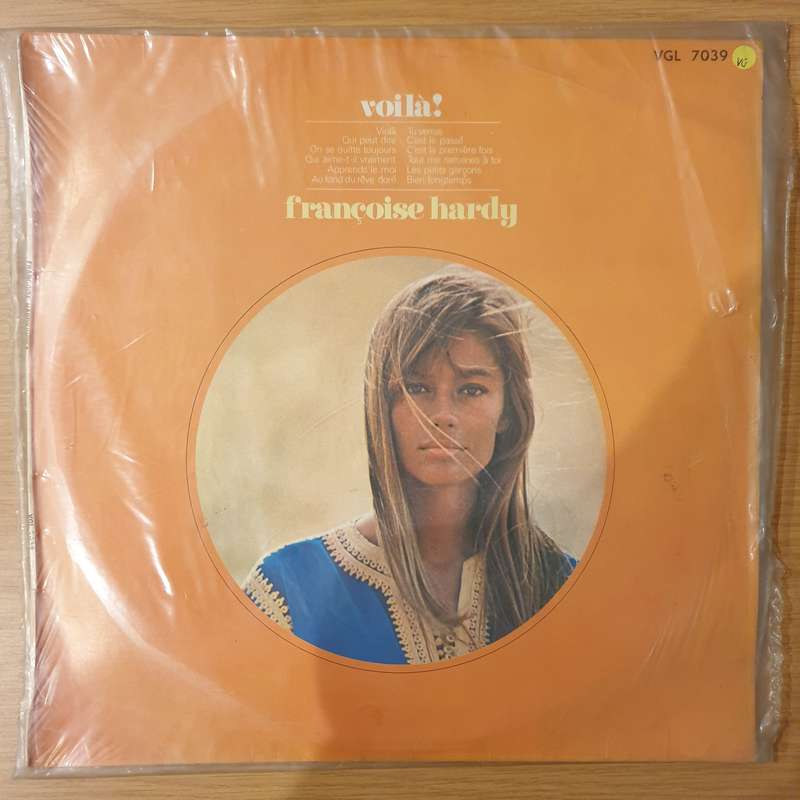 VGL 7039
VG
voilà!
Voilà Tu verras
Qui peut dire C'est le passé
On se quitte toujours C'est la première fois
Qui aime-t-il vraiment Tout me ramène à toi
Apprends le moi Les petits garçons
Au fond du rêve doré Bien longtemps
françoise hardy